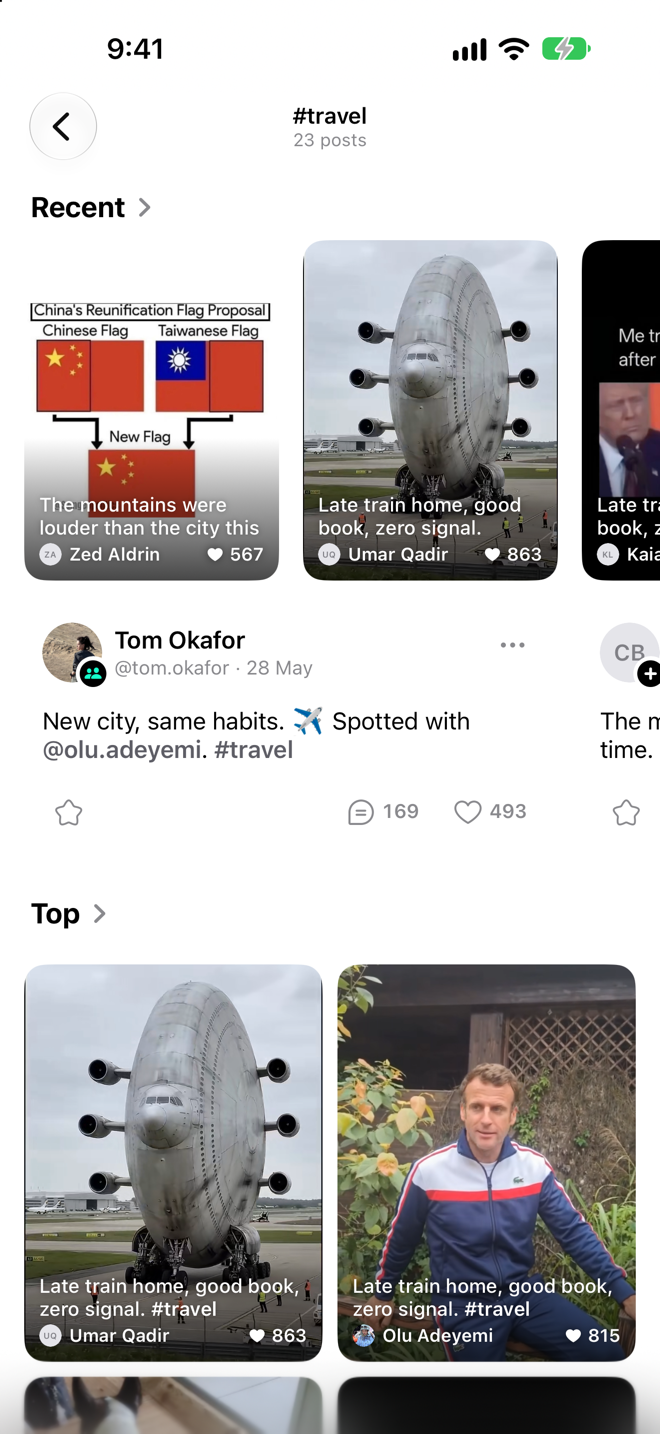 9:41
#travel
23 posts
Recent
China's Reunification Flag Proposal
Chinese Flag
Taiwanese Flag
New Flag
The mountains were
louder than the city this
ZA Zed Aldrin 567
Late train home, good
book, zero signal.
UQ Umar Qadir 863
Me
after
Late
book,
KL
Tom Okafor
@tom.okafor · 28 May
New city, same habits. ✈️ Spotted with
@olu.adeyemi. #travel
169 493
CB
The
time.
Top
Late train home, good book,
zero signal. #travel
UQ Umar Qadir 863
Late train home, good book,
zero signal. #travel
Olu Adeyemi 815